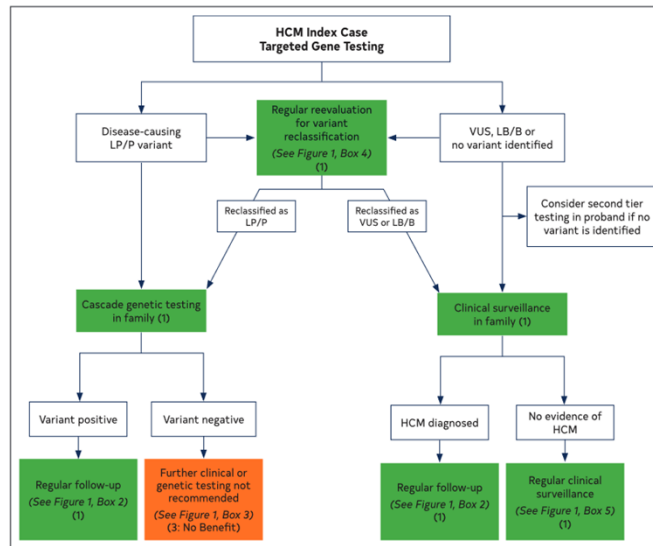 HCM Index Case
Targeted Gene Testing
Disease-causing
LP/P variant
Regular reevaluation
for variant
reclassification
(See Figure 1, Box 4)
(1)
VUS, LB/B or
no variant identified
Consider second tier
testing in proband if no
variant is identified
Reclassified as
LP/P
Reclassified as
VUS or LB/B
Cascade genetic testing
in family (1)
Clinical surveillance
in family (1)
Variant positive
Variant negative
HCM diagnosed
No evidence of
HCM
Regular follow-up
(See Figure 1, Box 2)
(1)
Further clinical or
genetic testing not
recommended
(See Figure 1, Box 3)
(3: No Benefit)
Regular follow-up
(See Figure 1, Box 2)
(1)
Regular clinical
surveillance
(See Figure 1, Box 5)
(1)